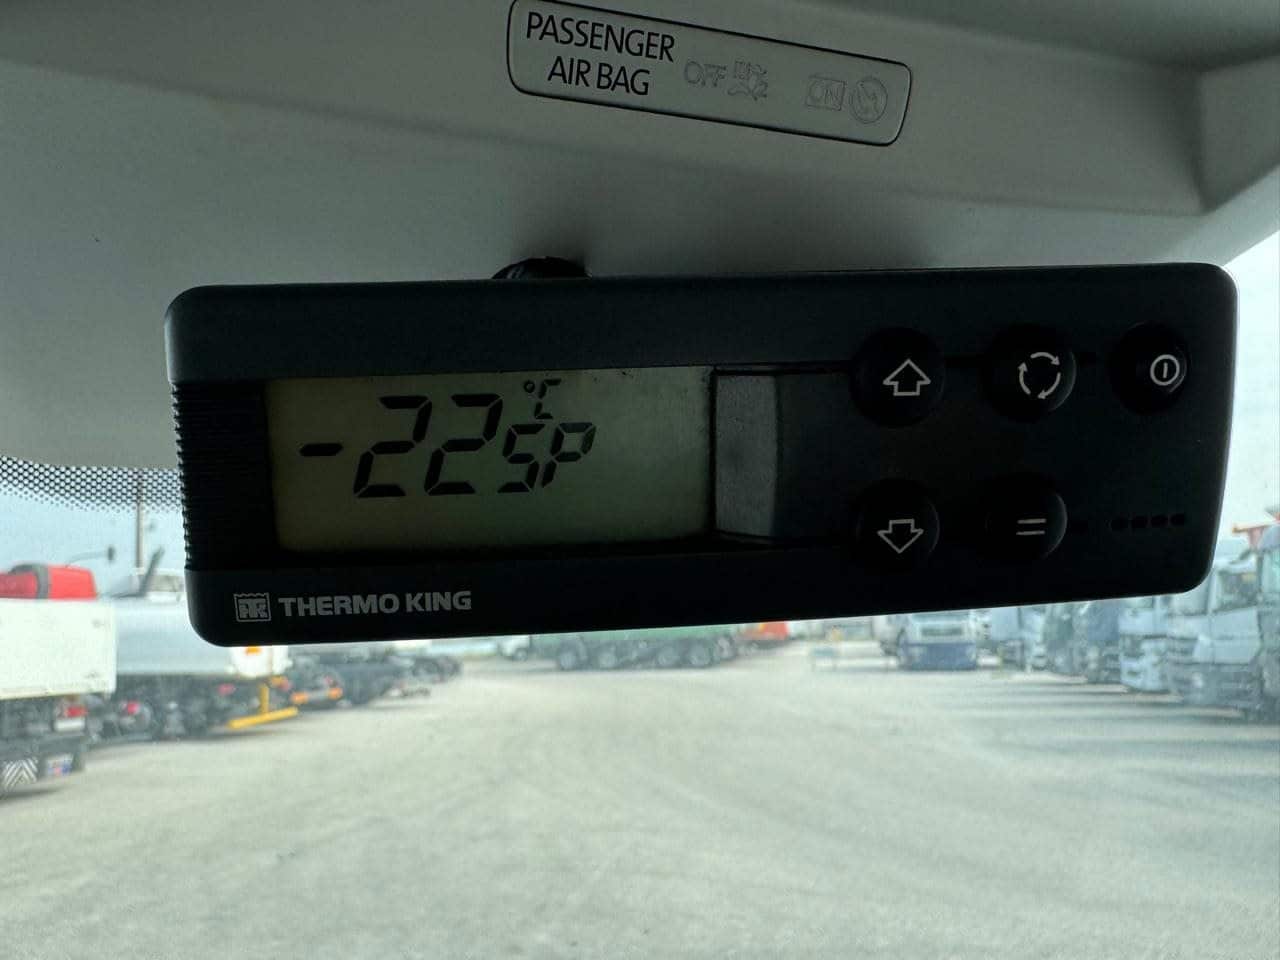 PASSENGER
AIR BAG OFF ON
-22 °C SP
THERMO KING